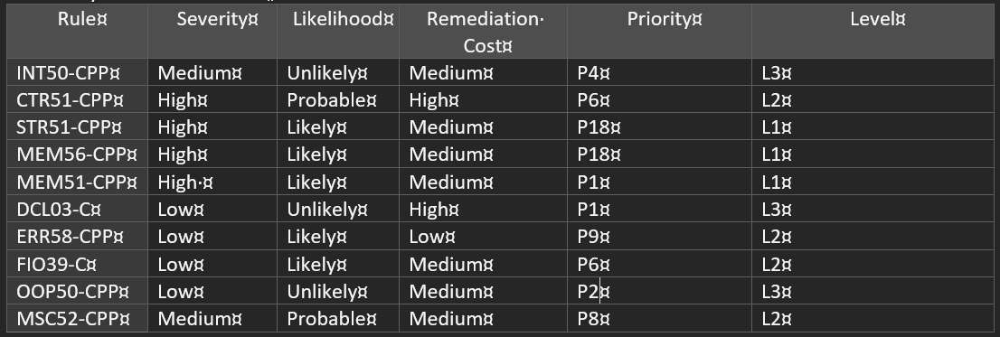 Rule¤ Severity¤ Likelihood¤ Remediation·
Cost¤ Priority¤ Level¤
INT50-CPP¤ Medium¤ Unlikely¤ Medium¤ P4¤ L3¤
CTR51-CPP¤ High¤ Probable¤ High¤ P6¤ L2¤
STR51-CPP¤ High¤ Likely¤ Medium¤ P18¤ L1¤
MEM56-CPP¤ High¤ Likely¤ Medium¤ P18¤ L1¤
MEM51-CPP¤ High·¤ Likely¤ Medium¤ P1¤ L1¤
DCL03-C¤ Low¤ Unlikely¤ High¤ P1¤ L3¤
ERR58-CPP¤ Low¤ Likely¤ Low¤ P9¤ L2¤
FIO39-C¤ Low¤ Likely¤ Medium¤ P6¤ L2¤
OOP50-CPP¤ Low¤ Unlikely¤ Medium¤ P2¤ L3¤
MSC52-CPP¤ Medium¤ Probable¤ Medium¤ P8¤ L2¤